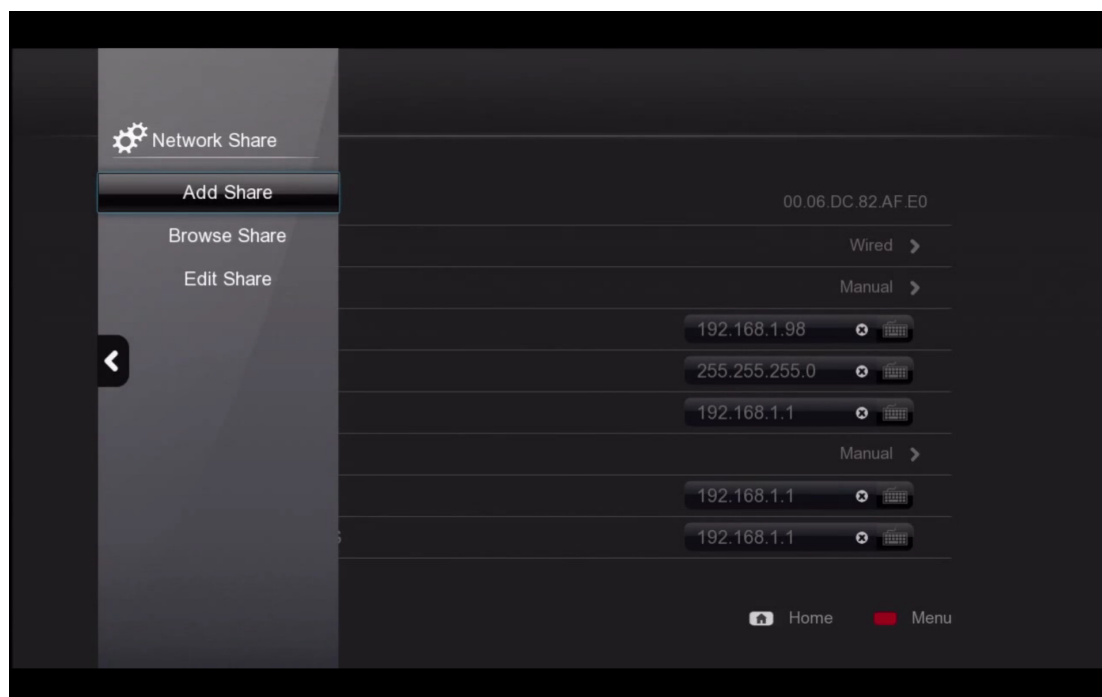 Network Share
Add Share
00.06.DC.82.AF.E0
Browse Share
Wired
Edit Share
Manual
192.168.1.98
255.255.255.0
192.168.1.1
Manual
192.168.1.1
S
192.168.1.1
Home Menu